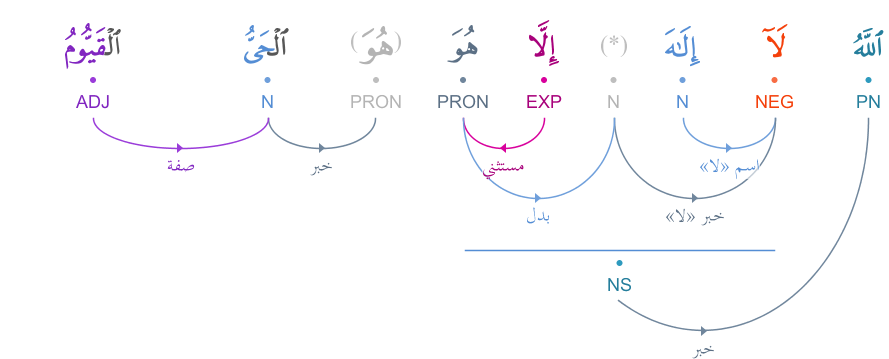 ٱللَّهُ لَآ إِلَـٰهَ (*) إِلَّا هُوَ (هُوَ) ٱلْحَىُّ ٱلْقَيُّومُ
PN NEG N N EXP PRON PRON N ADJ
صفة خبر مستثني اسم «لا»
بدل خبر «لا»
NS
خبر